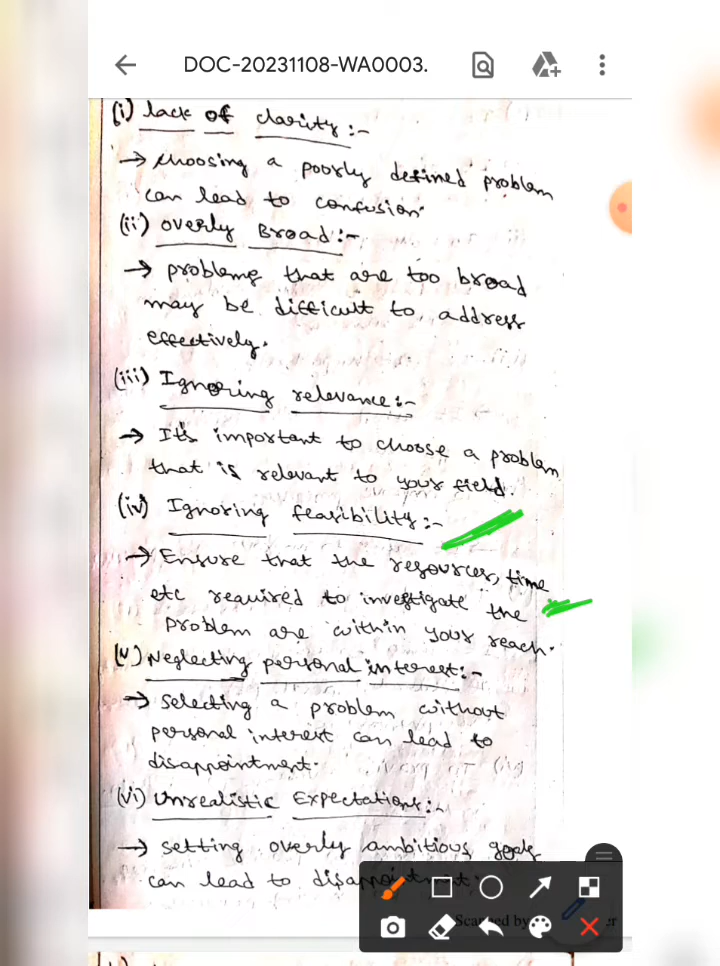 DOC-20231108-WA0003.
(i) lack of clarity :-
→ choosing a poorly defined problem
can lead to confusion.
(ii) overly Broad :-
→ problems that are too broad
may be difficult to address
effectively.
(iii) Ignoring relevance :-
→ It's important to choose a problem
that is relevant to your field.
(iv) Ignoring feasibility :-
→ Ensure that the resources, time
etc required to investigate the
problem are within your reach.
(v) Neglecting personal interest :-
→ selecting a problem without
personal interest can lead to
disappointment.
(vi) Unrealistic Expectations :-
→ setting overly ambitious goals
can lead to disappointment.
Scanned by